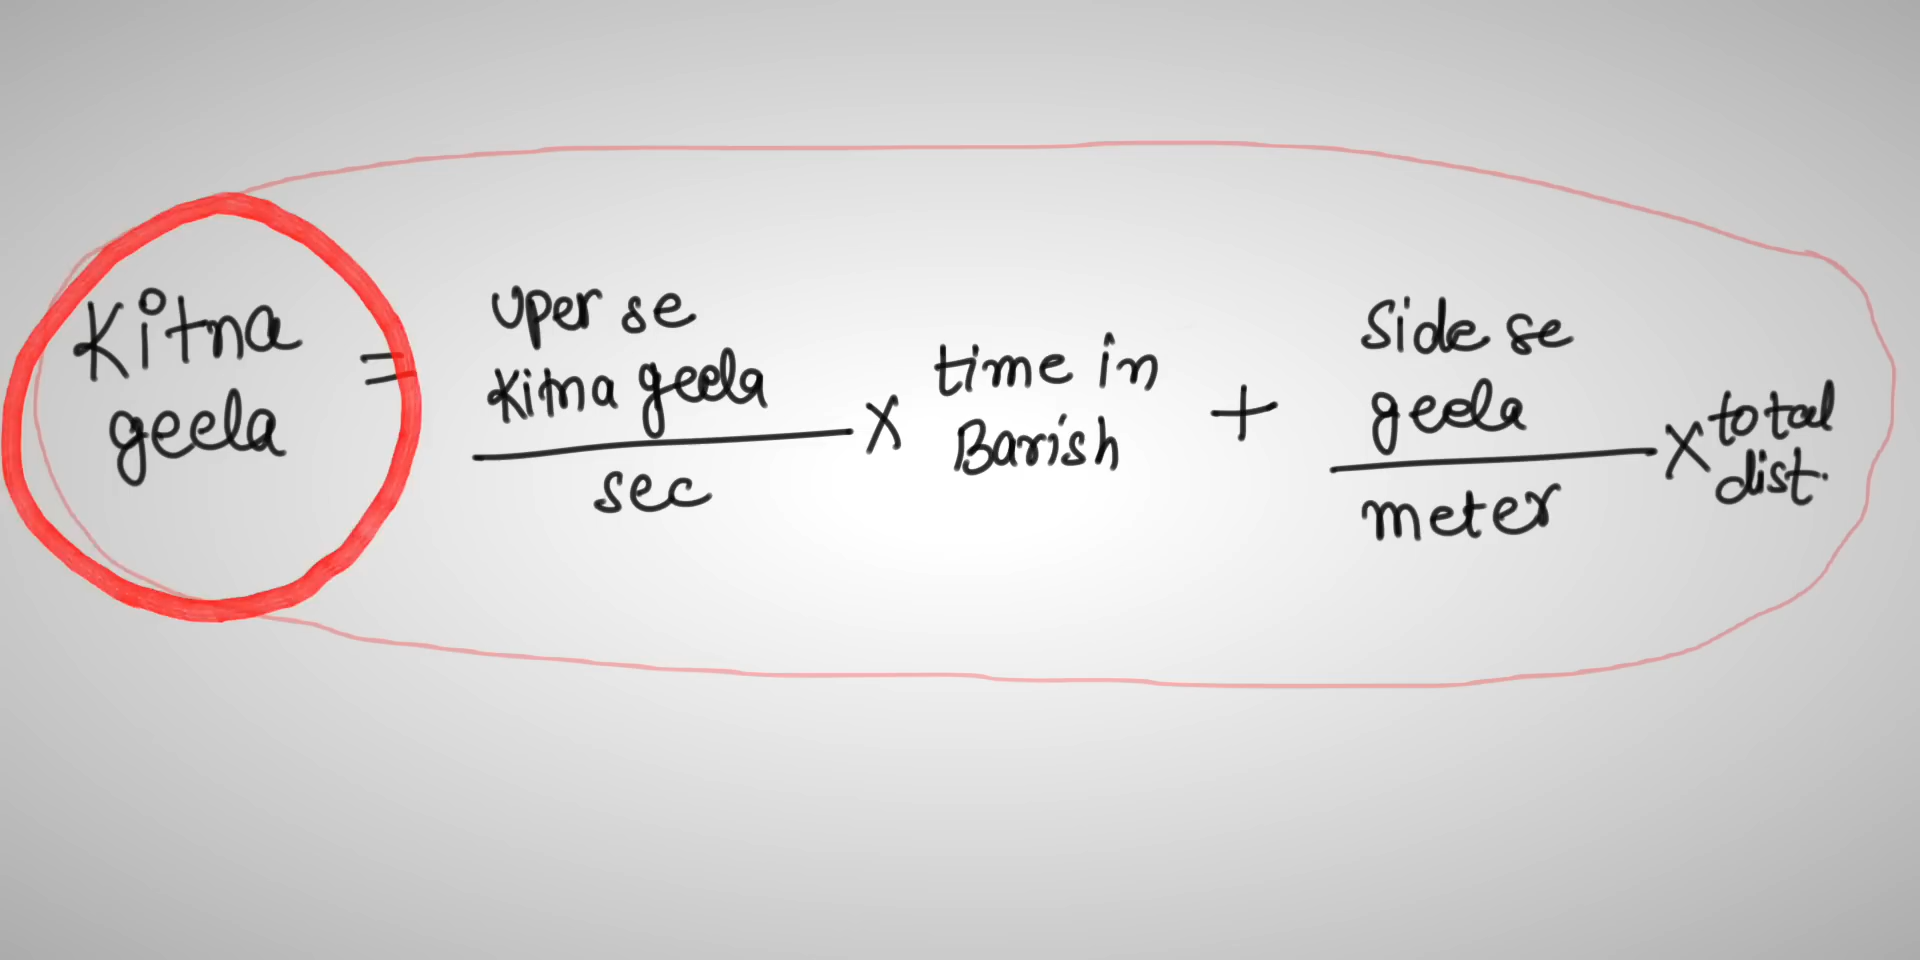 Kitna
geela
=
Uper se
Kitna geela
sec
X
time in
Barish
+
Side se
geela
meter
X
total
dist.